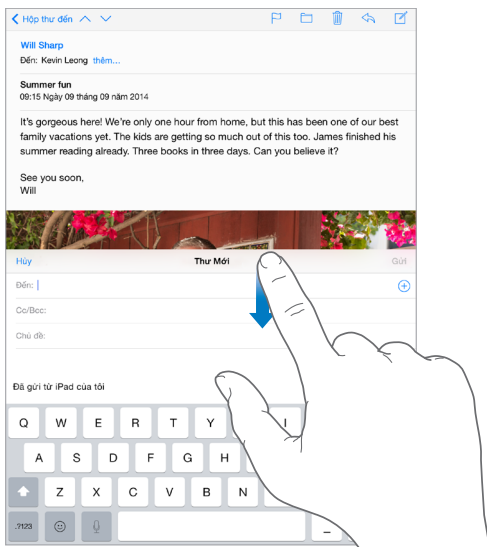 Hộp thư đến
Will Sharp
Đến: Kevin Leong thêm...
Summer fun
09:15 Ngày 09 tháng 09 năm 2014
It's gorgeous here! We're only one hour from home, but this has been one of our best
family vacations yet. The kids are getting so much out of this too. James finished his
summer reading already. Three books in three days. Can you believe it?
See you soon,
Will
Hủy Thư Mới Gửi
Đến:
Cc/Bcc:
Chủ đề:
Đã gửi từ iPad của tôi
Q W E R T Y I
A S D F G H
Z X C V B N
.?123 _